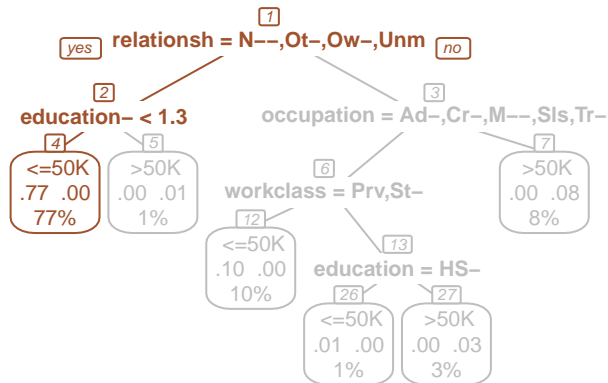 1
yes relationsh = N−−,Ot−,Ow−,Unm no
2 3
education− < 1.3 occupation = Ad−,Cr−,M−−,Sls,Tr−
4 5 6 7
<=50K >50K >50K
.77 .00 .00 .01 workclass = Prv,St− .00 .08
77% 1% 8%
12 13
<=50K education = HS−
.10 .00
10%
26 27
<=50K >50K
.01 .00 .00 .03
1% 3%